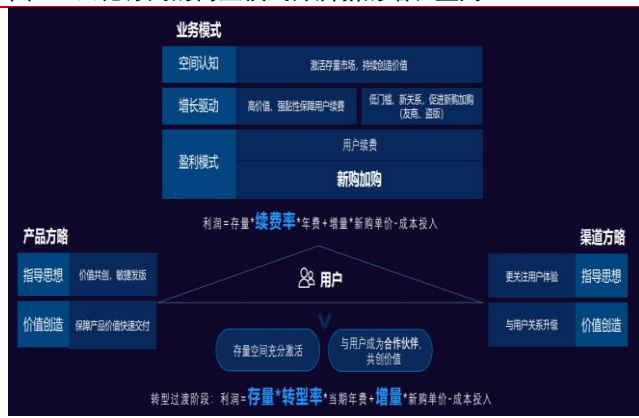 业务模式
空间认知
激活存量市场，持续创造价值
增长驱动
高价值、强黏性保障用户续费
低门槛、新关系，促进新购加购
（友商、盗版）
盈利模式
用户续费
新购加购
利润=存量*续费率*年费+增量*新购单价-成本投入
产品方略
指导思想 价值共创，敏捷发版
价值创造 保障产品价值快速交付
用户
渠道方略
更关注用户体验 指导思想
与用户关系升级 价值创造
存量空间充分激活
与用户成为合作伙伴，
共创价值
转型过渡阶段：利润=存量*转型率*当期年费+增量*新购单价-成本投入